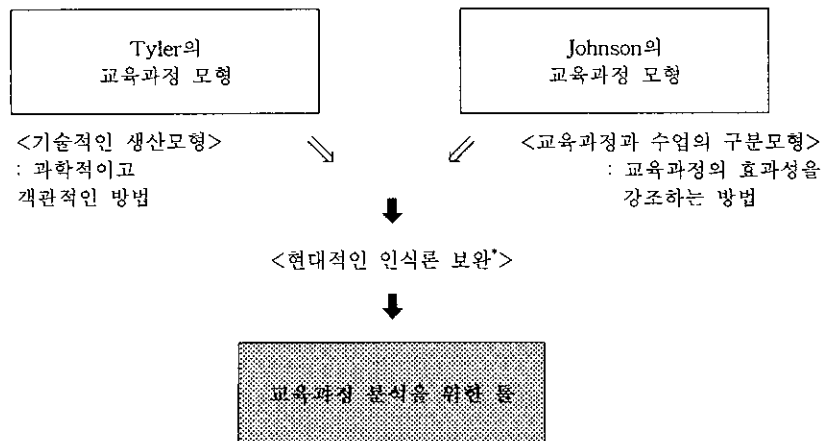 Tyler의
교육과정 모형
Johnson의
교육과정 모형
<기술적인 생산모형>
: 과학적이고
객관적인 방법
<교육과정과 수업의 구분모형>
: 교육과정의 효과성을
강조하는 방법
<현대적인 인식론 보완*>
교육과정 분석을 위한 틀